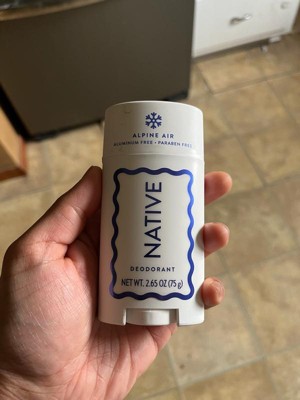 ALPINE AIR
ALUMINUM FREE • PARABEN FREE
NATIVE
DEODORANT
NET WT. 2.65 OZ (75 g)